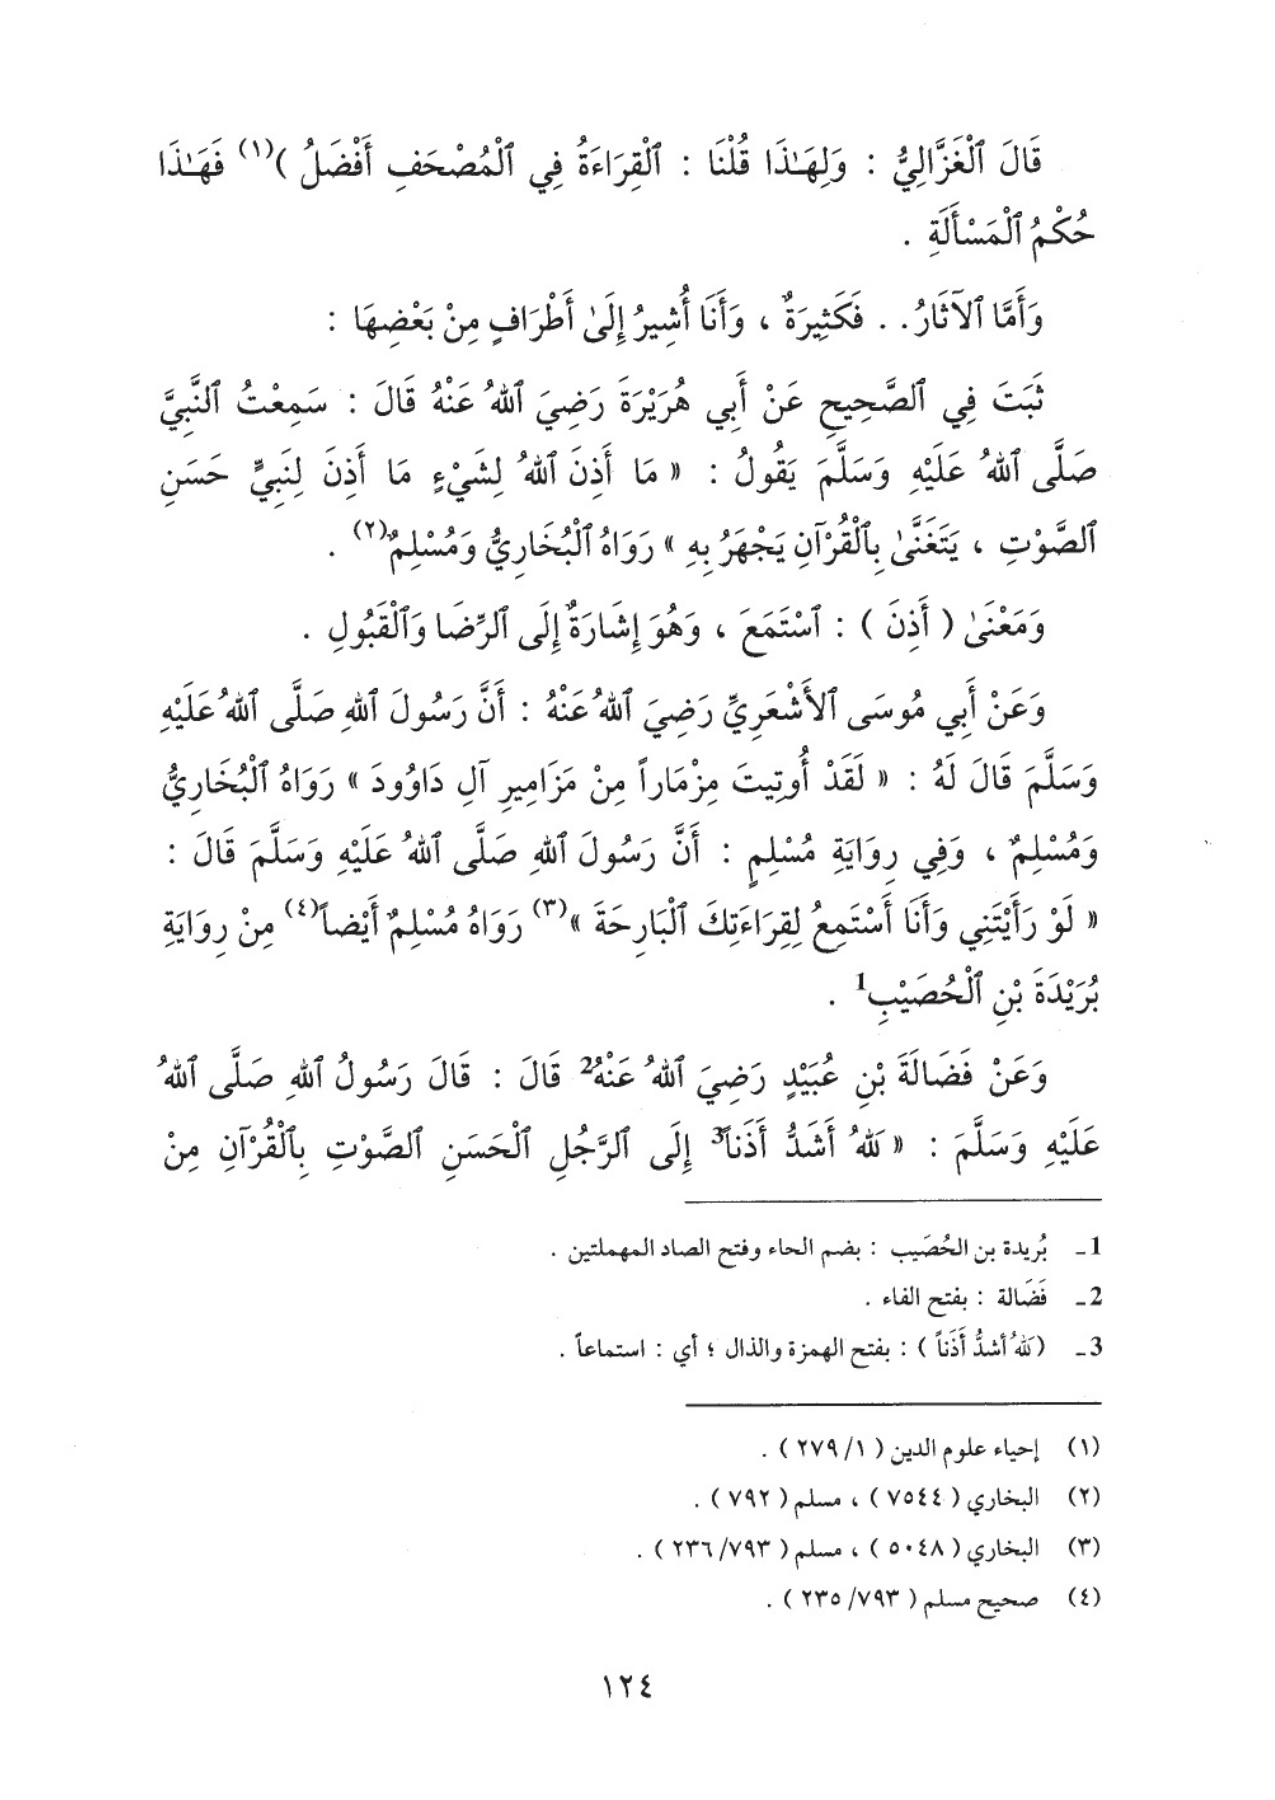 قَالَ ٱلْغَزَّالِيُّ : وَلِهَـٰذَا قُلْنَا : ٱلْقِرَاءَةُ فِي ٱلْمُصْحَفِ أَفْضَلُ )(١) فَهَـٰذَا
حُكْمُ ٱلْمَسْأَلَةِ .
وَأَمَّا ٱلآثَارُ . . فَكَثِيرَةٌ ، وَأَنَا أُشِيرُ إِلَىٰ أَطْرَافٍ مِنْ بَعْضِهَا :
ثَبَتَ فِي ٱلصَّحِيحِ عَنْ أَبِي هُرَيْرَةَ رَضِيَ ٱللهُ عَنْهُ قَالَ : سَمِعْتُ ٱلنَّبِيَّ
صَلَّى ٱللهُ عَلَيْهِ وَسَلَّمَ يَقُولُ : « مَا أَذِنَ ٱللهُ لِشَيْءٍ مَا أَذِنَ لِنَبِيٍّ حَسَنِ
ٱلصَّوْتِ ، يَتَغَنَّىٰ بِٱلْقُرْآنِ يَجْهَرُ بِهِ » رَوَاهُ ٱلْبُخَارِيُّ وَمُسْلِمٌ(٢) .
وَمَعْنَىٰ ( أَذِنَ ) : ٱسْتَمَعَ ، وَهُوَ إِشَارَةٌ إِلَى ٱلرِّضَا وَٱلْقَبُولِ .
وَعَنْ أَبِي مُوسَى ٱلأَشْعَرِيِّ رَضِيَ ٱللهُ عَنْهُ : أَنَّ رَسُولَ ٱللهِ صَلَّى ٱللهُ عَلَيْهِ
وَسَلَّمَ قَالَ لَهُ : « لَقَدْ أُوتِيتَ مِزْمَاراً مِنْ مَزَامِيرِ آلِ دَاوُودَ » رَوَاهُ ٱلْبُخَارِيُّ
وَمُسْلِمٌ ، وَفِي رِوَايَةِ مُسْلِمٍ : أَنَّ رَسُولَ ٱللهِ صَلَّى ٱللهُ عَلَيْهِ وَسَلَّمَ قَالَ :
« لَوْ رَأَيْتَنِي وَأَنَا أَسْتَمِعُ لِقِرَاءَتِكَ ٱلْبَارِحَةَ »(٣) رَوَاهُ مُسْلِمٌ أَيْضاً(٤) مِنْ رِوَايَةِ
بُرَيْدَةَ بْنِ ٱلْحُصَيْبِ1 .
وَعَنْ فَضَالَةَ بْنِ عُبَيْدٍ رَضِيَ ٱللهُ عَنْهُ2 قَالَ : قَالَ رَسُولُ ٱللهِ صَلَّى ٱللهُ
عَلَيْهِ وَسَلَّمَ : « للهُ أَشَدُّ أَذَناً3 إِلَى ٱلرَّجُلِ ٱلْحَسَنِ ٱلصَّوْتِ بِٱلْقُرْآنِ مِنْ
1ـ بُريدة بن الحُصَيب : بضم الحاء وفتح الصاد المهملتين .
2ـ فَضَالة : بفتح الفاء .
3ـ (للهُ أشدُّ أَذَناً ) : بفتح الهمزة والذال ؛ أي : استماعاً .
(١) إحياء علوم الدين ( ١/ ٢٧٩ ) .
(٢) البخاري ( ٧٥٤٤ ) ، مسلم ( ٧٩٢ ) .
(٣) البخاري ( ٥٠٤٨ ) ، مسلم ( ٧٩٣/ ٢٣٦ ) .
(٤) صحيح مسلم ( ٧٩٣/ ٢٣٥ ) .
١٢٤